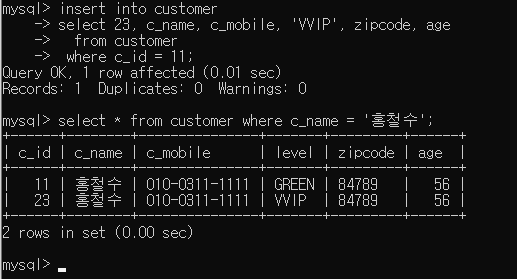 mysql> insert into customer
    -> select 23, c_name, c_mobile, 'VVIP', zipcode, age
    ->   from customer
    ->  where c_id = 11;
Query OK, 1 row affected (0.01 sec)
Records: 1  Duplicates: 0  Warnings: 0

mysql> select * from customer where c_name = '홍철수';
+------+--------+---------------+-------+---------+------+
| c_id | c_name | c_mobile      | level | zipcode | age  |
+------+--------+---------------+-------+---------+------+
|   11 | 홍철수 | 010-0311-1111 | GREEN | 84789   |   56 |
|   23 | 홍철수 | 010-0311-1111 | VVIP  | 84789   |   56 |
+------+--------+---------------+-------+---------+------+
2 rows in set (0.00 sec)

mysql>